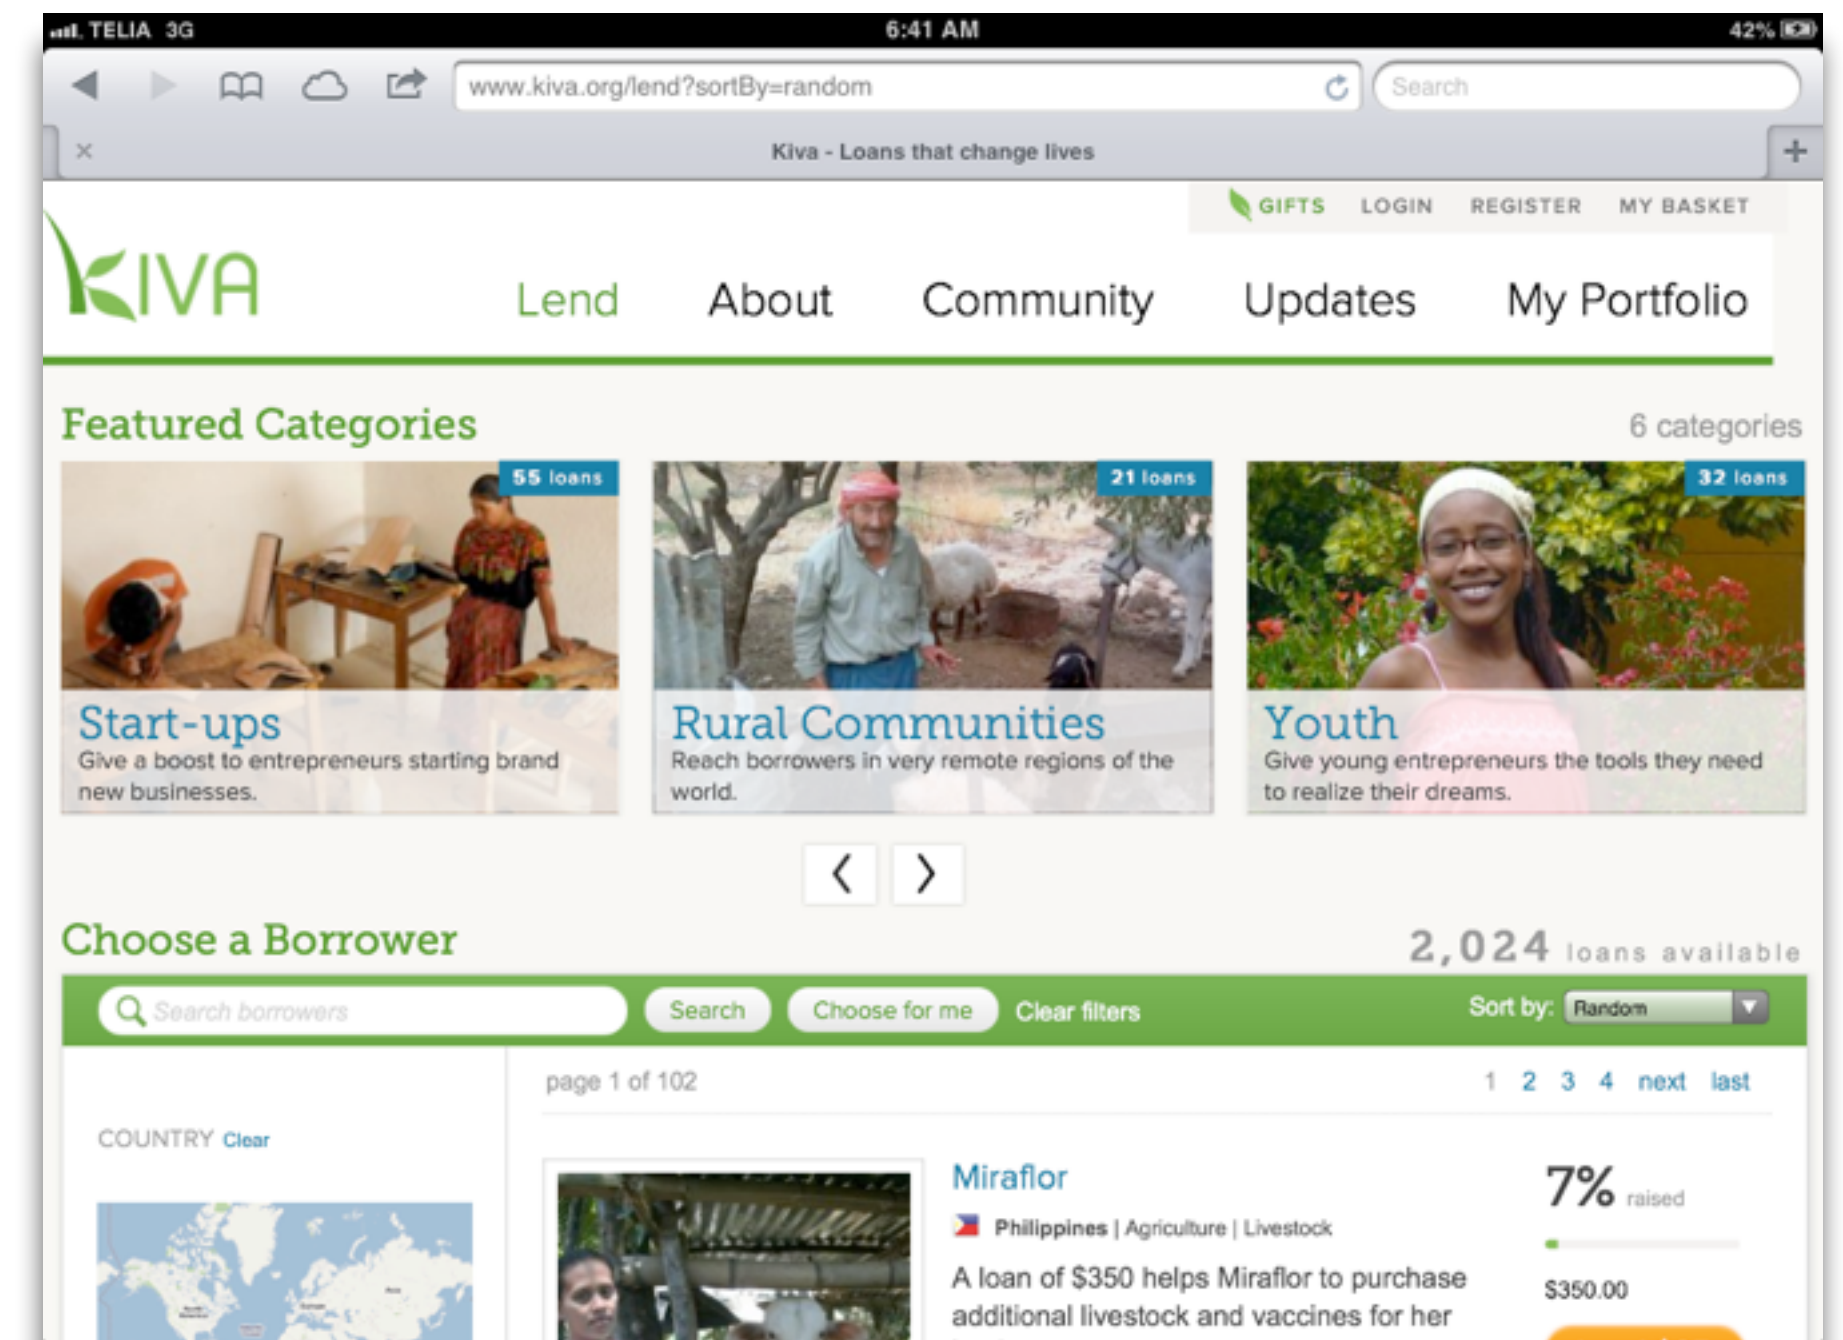 TELIA 3G 6:41 AM 42%
www.kiva.org/lend?sortBy=random Search
Kiva - Loans that change lives
GIFTS LOGIN REGISTER MY BASKET
KIVA
Lend About Community Updates My Portfolio
Featured Categories 6 categories
55 loans
Start-ups
Give a boost to entrepreneurs starting brand
new businesses.
21 loans
Rural Communities
Reach borrowers in very remote regions of the
world.
32 loans
Youth
Give young entrepreneurs the tools they need
to realize their dreams.
Choose a Borrower 2,024 loans available
Search borrowers Search Choose for me Clear filters Sort by: Random
page 1 of 102 1 2 3 4 next last
COUNTRY Clear
Miraflor
Philippines | Agriculture | Livestock
A loan of $350 helps Miraflor to purchase
additional livestock and vaccines for her
7% raised
$350.00